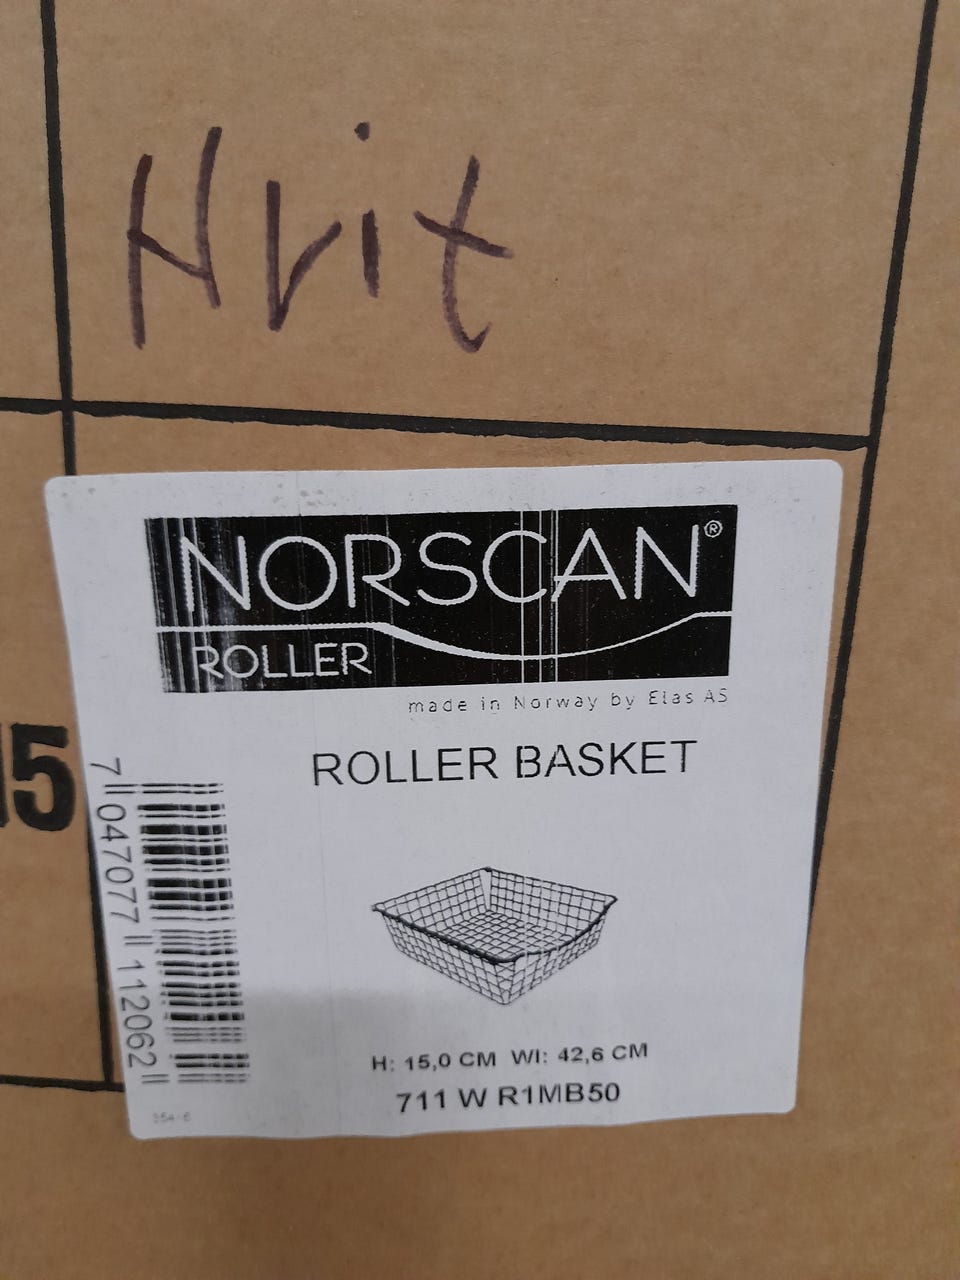 Hvit
NORSCAN®
ROLLER
made in Norway by Elas AS
ROLLER BASKET
15
7 047077 112062
H: 15,0 CM WI: 42,6 CM
711 W R1MB50